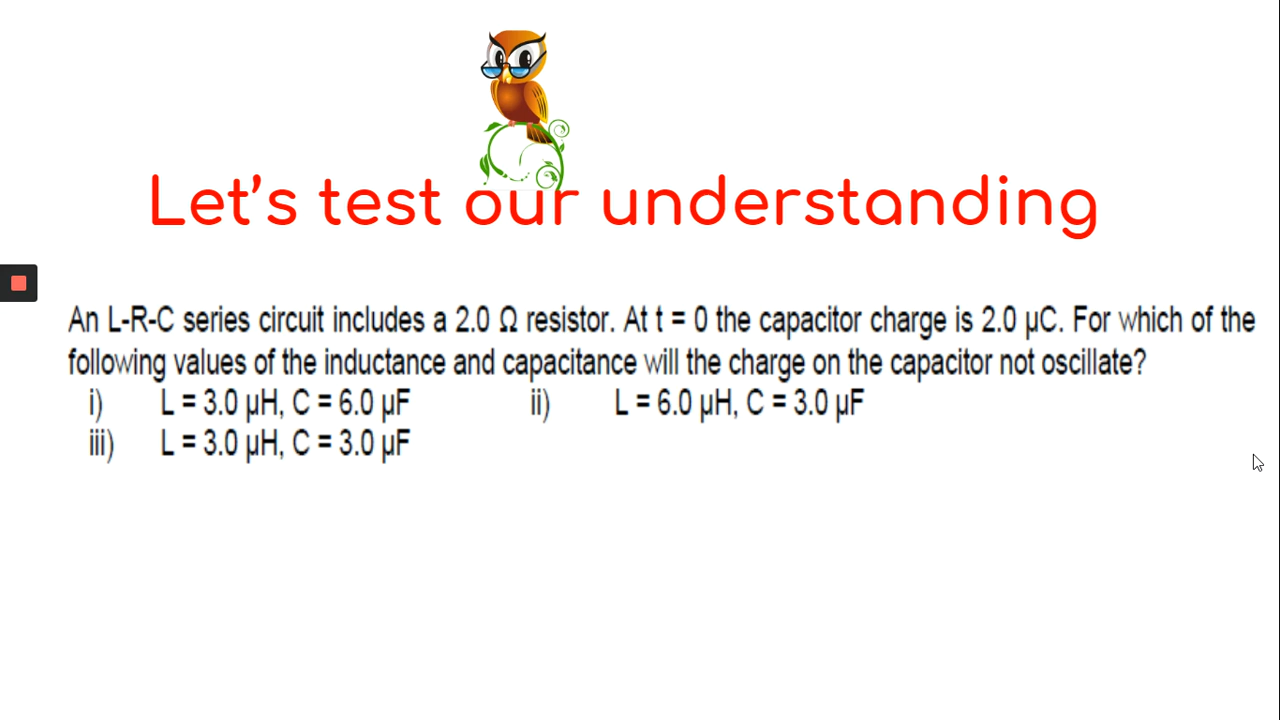 Let’s test our understanding
An L-R-C series circuit includes a 2.0 Ω resistor. At t = 0 the capacitor charge is 2.0 μC. For which of the
following values of the inductance and capacitance will the charge on the capacitor not oscillate?
i) L = 3.0 μH, C = 6.0 μF ii) L = 6.0 μH, C = 3.0 μF
iii) L = 3.0 μH, C = 3.0 μF